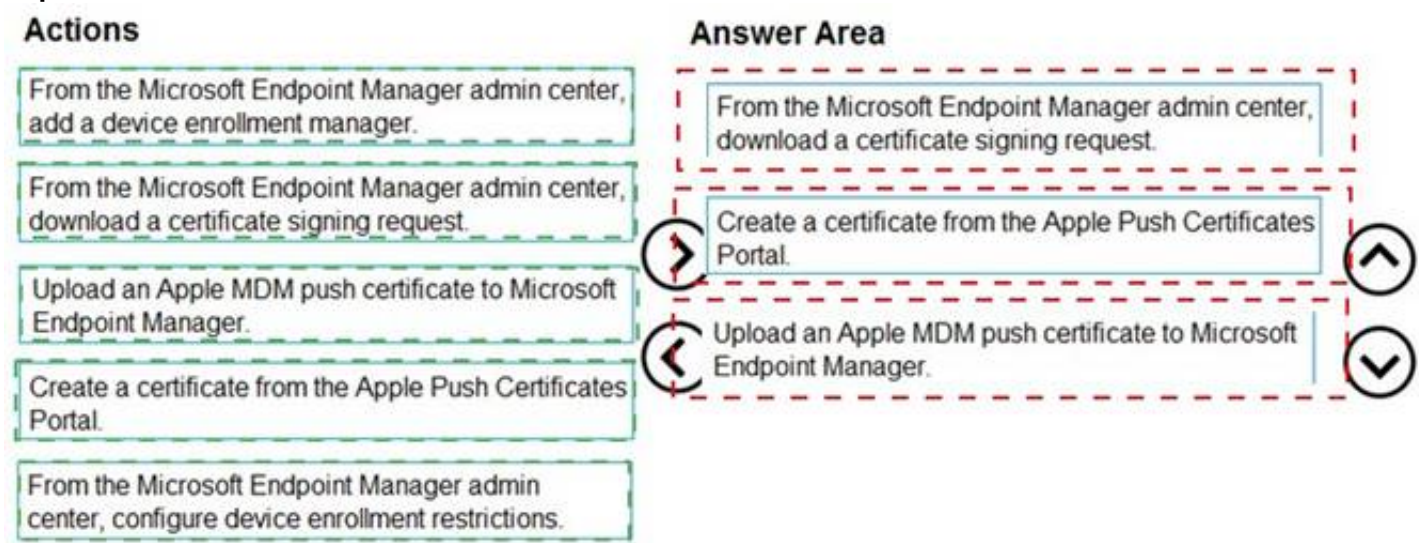 Actions
From the Microsoft Endpoint Manager admin center,
add a device enrollment manager.
From the Microsoft Endpoint Manager admin center,
download a certificate signing request.
Upload an Apple MDM push certificate to Microsoft
Endpoint Manager.
Create a certificate from the Apple Push Certificates
Portal.
From the Microsoft Endpoint Manager admin
center, configure device enrollment restrictions.
Answer Area
From the Microsoft Endpoint Manager admin center,
download a certificate signing request.
Create a certificate from the Apple Push Certificates
Portal.
Upload an Apple MDM push certificate to Microsoft
Endpoint Manager.